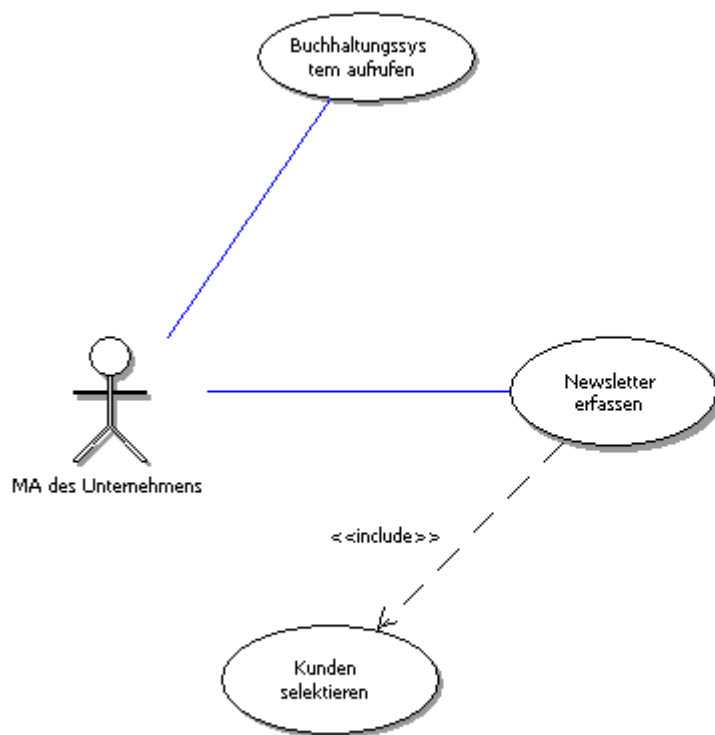 Buchhaltungssys
tem aufrufen
Newsletter
erfassen
MA des Unternehmens
<<include>>
Kunden
selektieren